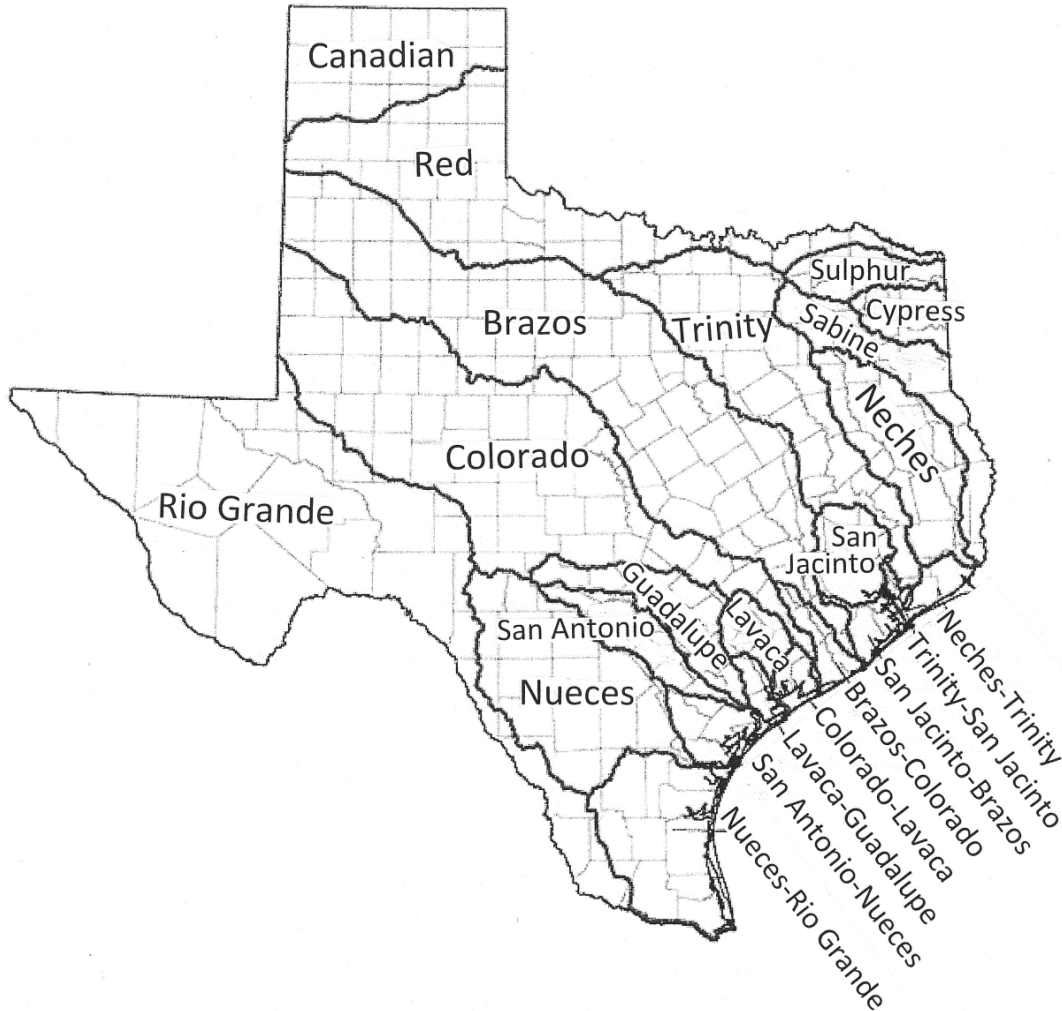 Canadian
Red
Sulphur
Cypress
Brazos
Trinity
Sabine
Neches
Colorado
Rio Grande
San
Jacinto
Guadalupe
Lavaca
San Antonio
Nueces
Neches-Trinity
Trinity-San Jacinto
San Jacinto-Brazos
Brazos-Colorado
Colorado-Lavaca
Lavaca-Guadalupe
San Antonio-Nueces
Nueces-Rio Grande